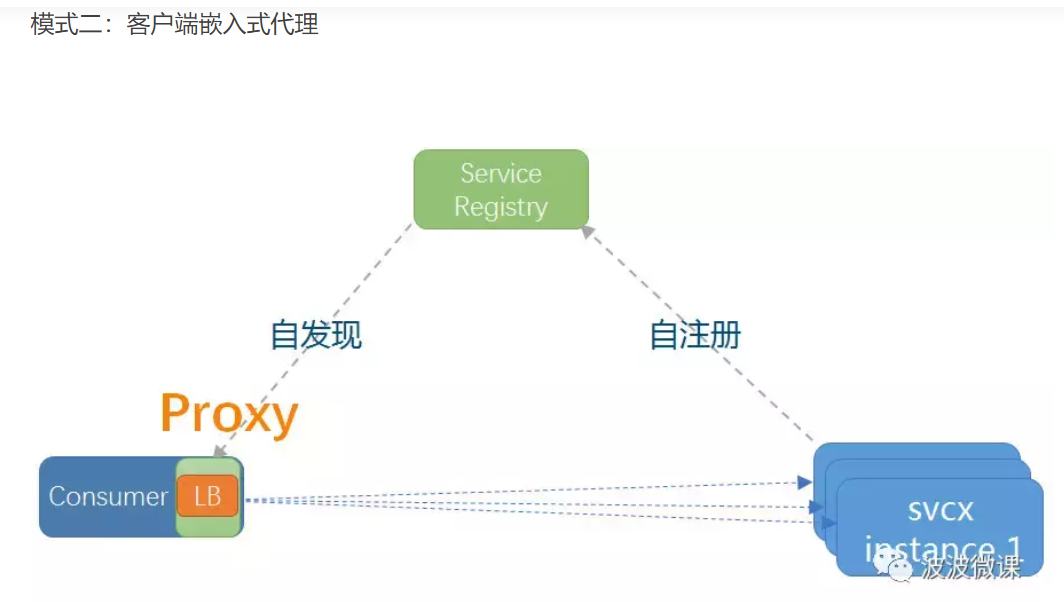 模式二：客户端嵌入式代理
Service
Registry
自发现
自注册
Proxy
Consumer
LB
svcx
instance 1
波波微课